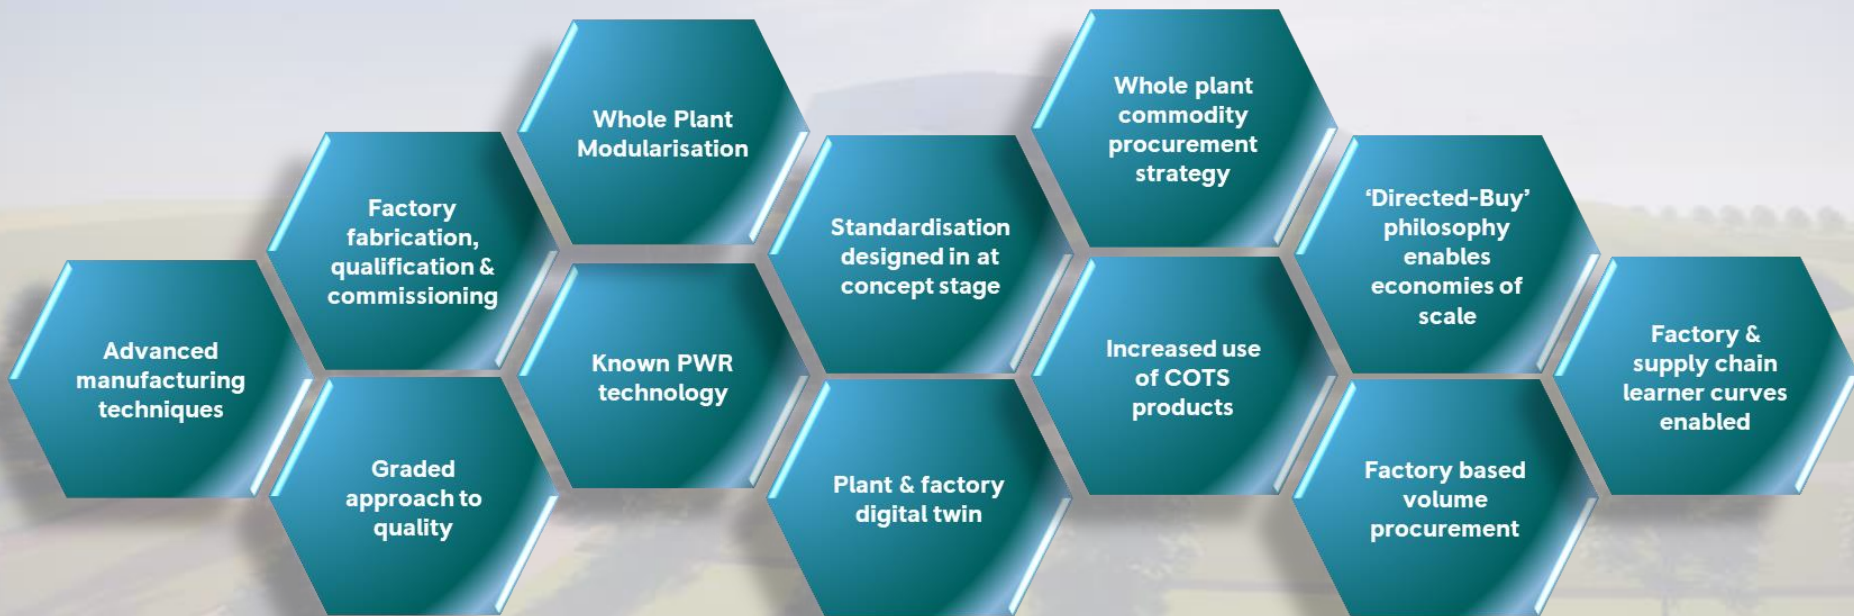 Advanced
manufacturing
techniques
Factory
fabrication,
qualification &
commissioning
Graded
approach to
quality
Whole Plant
Modularisation
Known PWR
technology
Standardisation
designed in at
concept stage
Plant & factory
digital twin
Whole plant
commodity
procurement
strategy
Increased use
of COTS
products
‘Directed-Buy’
philosophy
enables
economies of
scale
Factory based
volume
procurement
Factory &
supply chain
learner curves
enabled